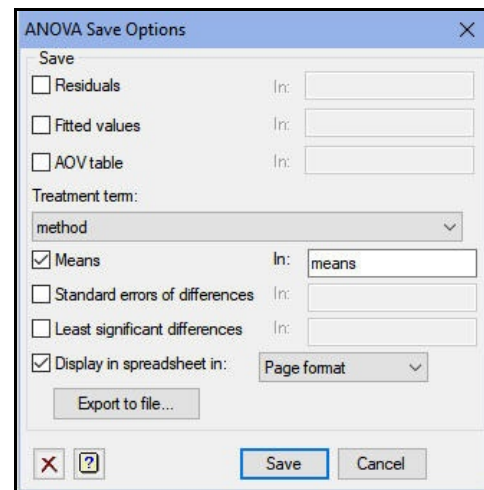 ANOVA Save Options
Save
Residuals In:
Fitted values In:
AOV table In:
Treatment term:
method
Means In: means
Standard errors of differences In:
Least significant differences In:
Display in spreadsheet in: Page format
Export to file...
? Save Cancel